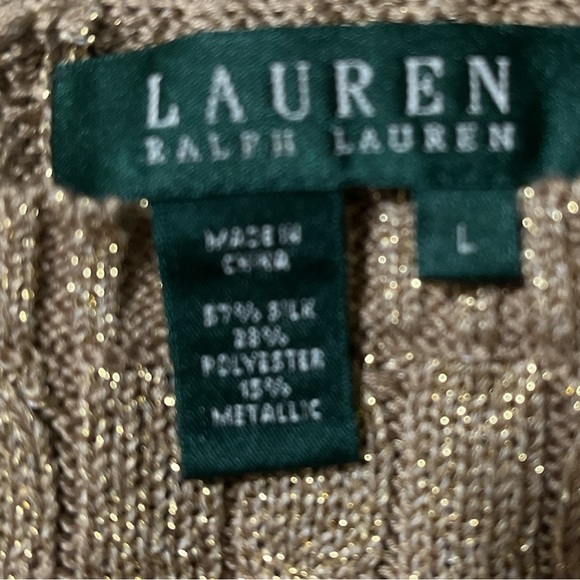 LAUREN
RALPH LAUREN
MADE IN
CHINA
L
57% SILK
28%
POLYESTER
15%
METALLIC